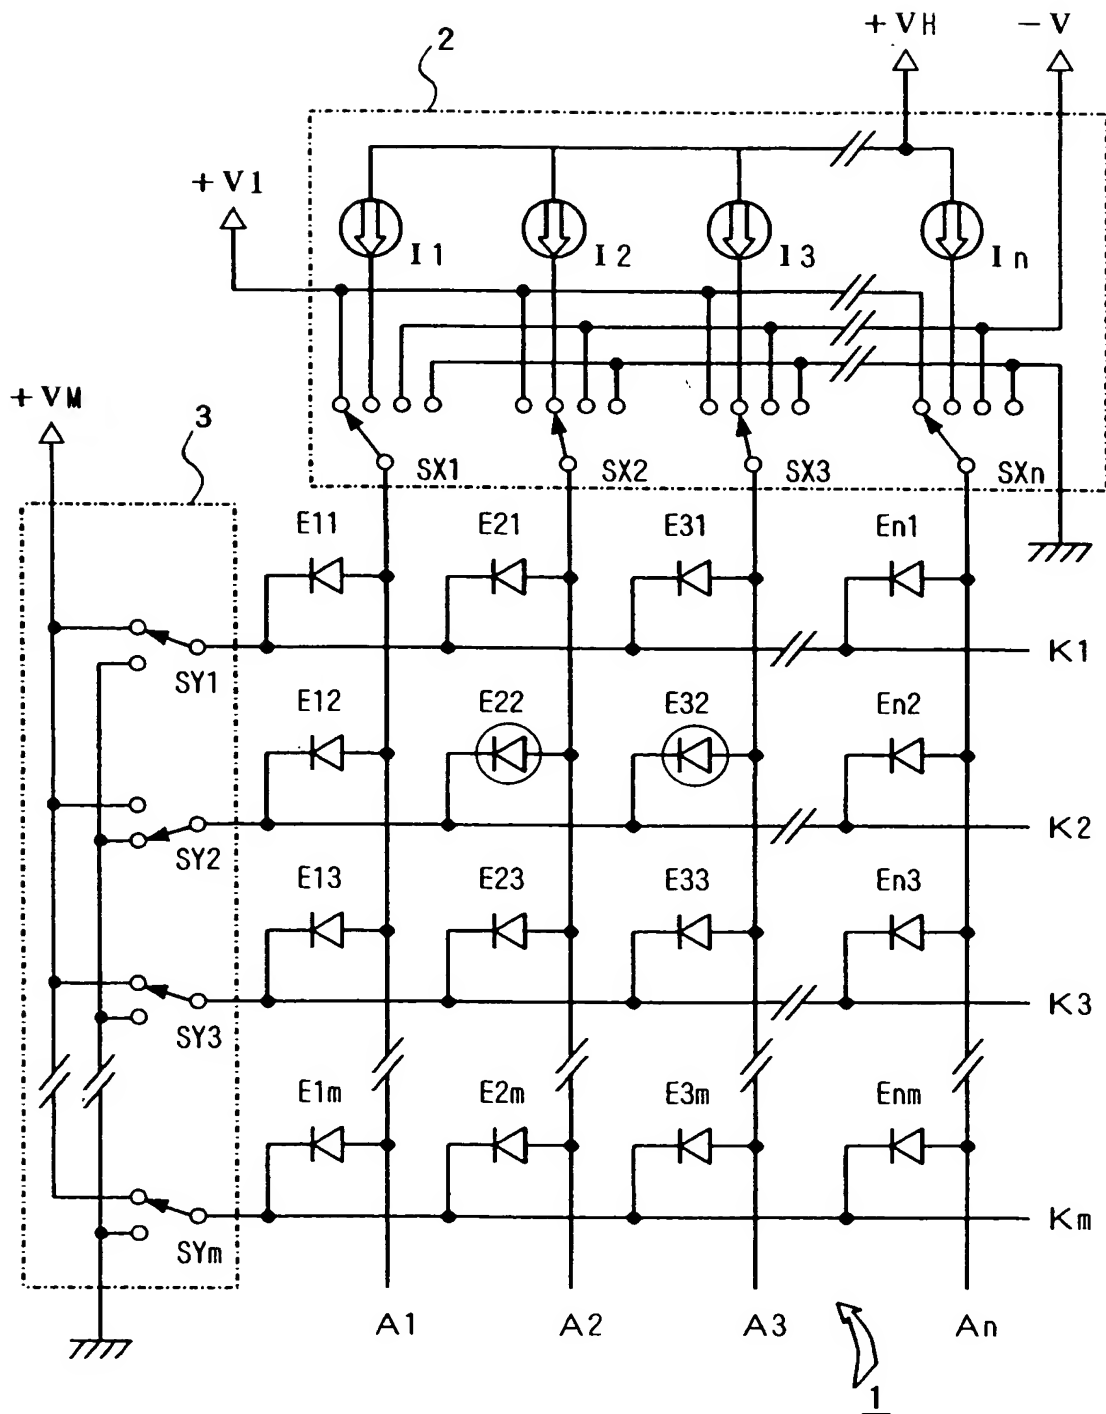 +VH -V
2
+V1
I1 I2 I3 In
+VM
3
SX1 SX2 SX3 SXn
E11 E21 E31 En1
SY1 K1
E12 E22 E32 En2
SY2 K2
E13 E23 E33 En3
SY3 K3
E1m E2m E3m Enm
SYm Km
A1 A2 A3 An
1